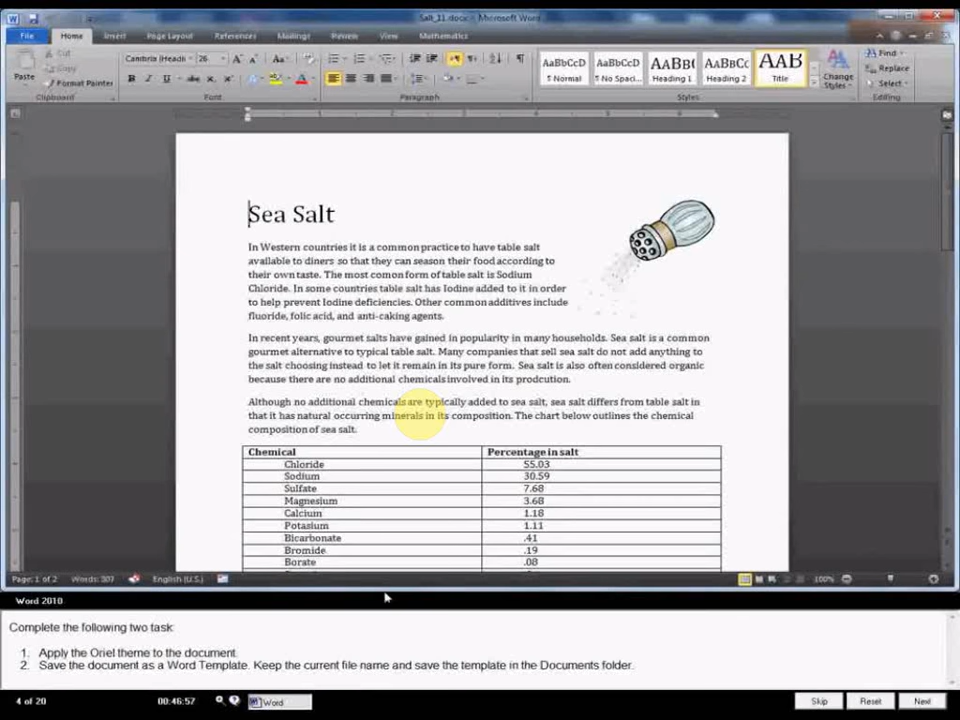 Salt_11.docx - Microsoft Word
File Home Insert Page Layout References Mailings Review View Mathematics
Paste Cut Copy Format Painter
Cambria (Headi 26
AaBbCcD AaBbCcD AaBbC AaBbCc AAB
¶ Normal ¶ No Spaci... Heading 1 Heading 2 Title
Change Styles
Find Replace Select
Clipboard Font Paragraph Styles Editing
Sea Salt
In Western countries it is a common practice to have table salt
available to diners so that they can season their food according to
their own taste. The most comon form of table salt is Sodium
Chloride. In some countries table salt has Iodine added to it in order
to help prevent Iodine deficiencies. Other common additives include
fluoride, folic acid, and anti-caking agents.
In recent years, gourmet salts have gained in popularity in many households. Sea salt is a common
gourmet alternative to typical table salt. Many companies that sell sea salt do not add anything to
the salt choosing instead to let it remain in its pure form. Sea salt is also often considered organic
because there are no additional chemicals involved in its prodcution.
Although no additional chemicals are typically added to sea salt, sea salt differs from table salt in
that it has natural occurring minerals in its composition. The chart below outlines the chemical
composition of sea salt.
Chemical Percentage in salt
Chloride 55.03
Sodium 30.59
Sulfate 7.68
Magnesium 3.68
Calcium 1.18
Potasium 1.11
Bicarbonate .41
Bromide .19
Borate .08
Page: 1 of 2 Words: 307 English (U.S.) 100%
Word 2010
Complete the following two task:
1. Apply the Oriel theme to the document.
2. Save the document as a Word Template. Keep the current file name and save the template in the Documents folder.
4 of 20 00:46:57 Word Skip Reset Next